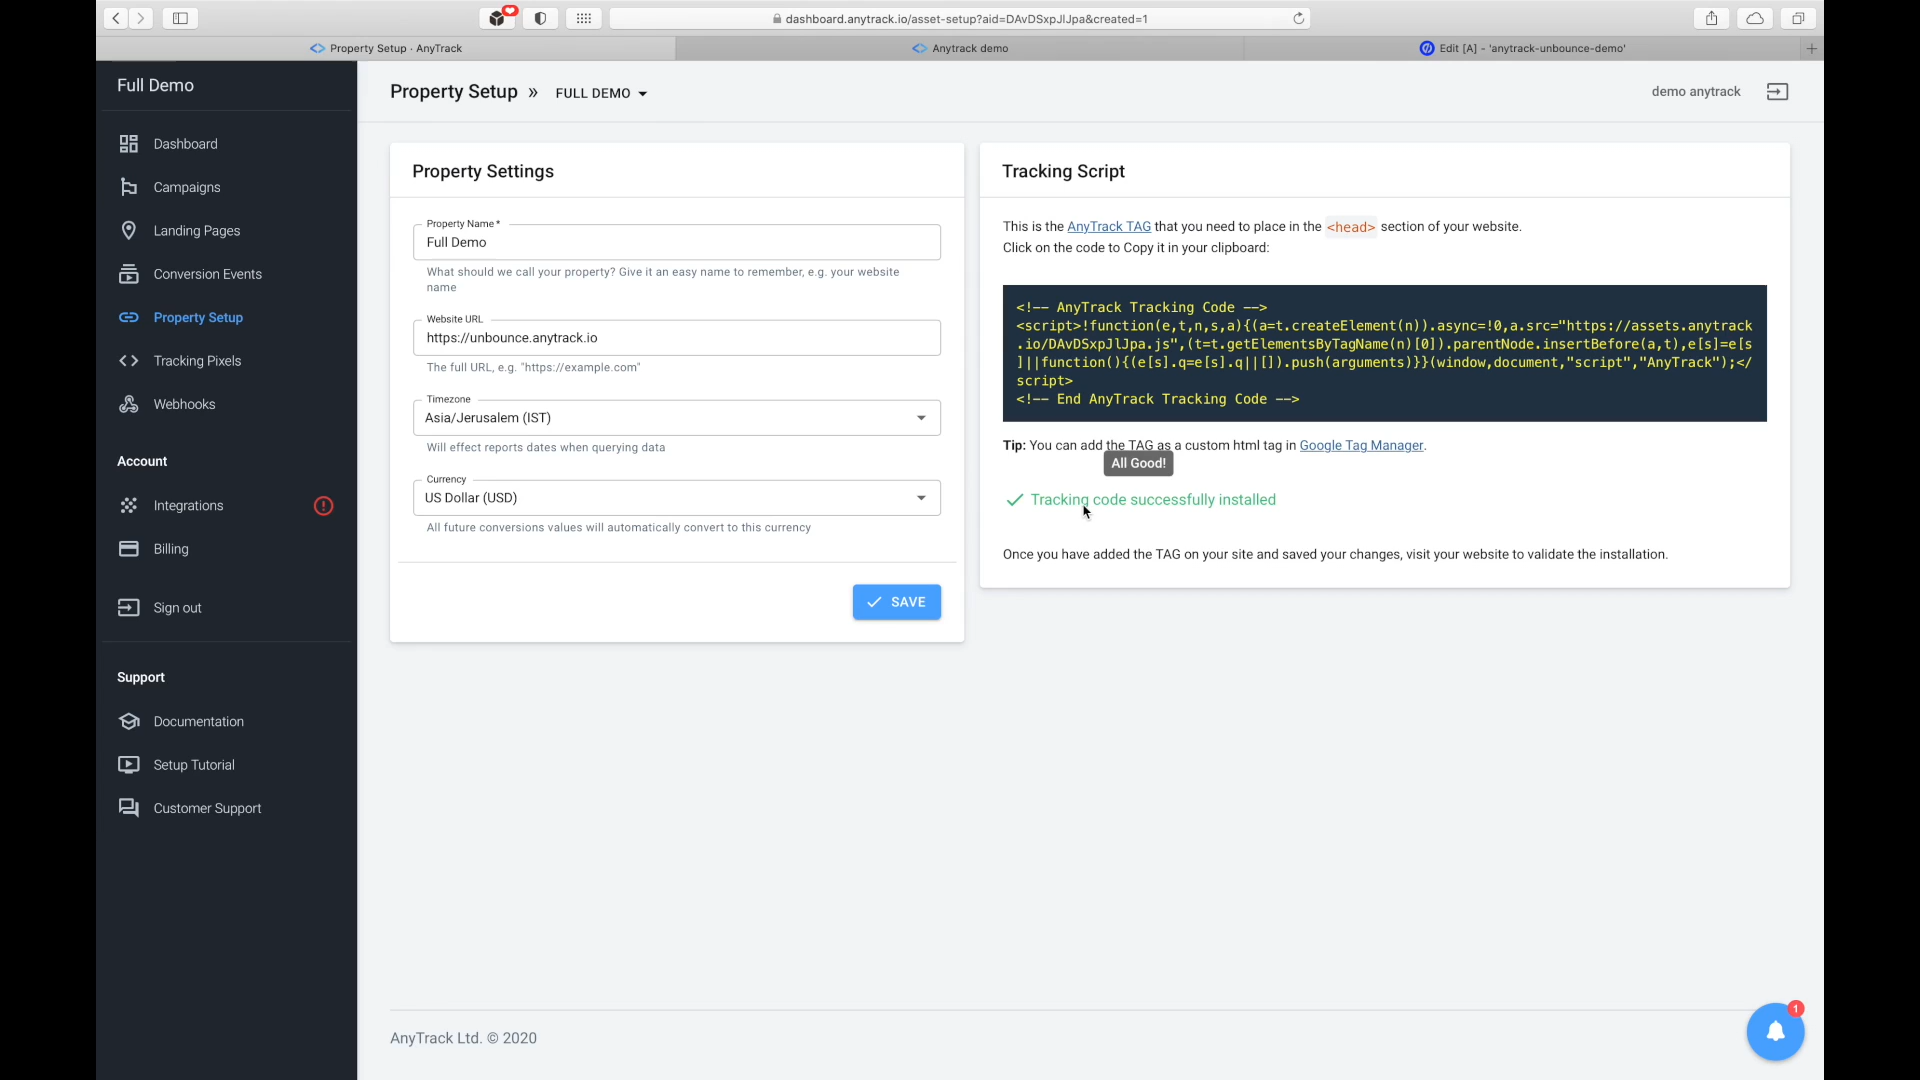 dashboard.anytrack.io/asset-setup?aid=DAvDSxpJlJpa&created=1
Property Setup · AnyTrack
Anytrack demo
Edit [A] - 'anytrack-unbounce-demo'
Full Demo
Dashboard
Campaigns
Landing Pages
Conversion Events
Property Setup
Tracking Pixels
Webhooks
Account
Integrations
Billing
Sign out
Support
Documentation
Setup Tutorial
Customer Support
Property Setup » FULL DEMO
demo anytrack
Property Settings
Property Name *
Full Demo
What should we call your property? Give it an easy name to remember, e.g. your website
name
Website URL
https://unbounce.anytrack.io
The full URL, e.g. "https://example.com"
Timezone
Asia/Jerusalem (IST)
Will effect reports dates when querying data
Currency
US Dollar (USD)
All future conversions values will automatically convert to this currency
SAVE
Tracking Script
This is the AnyTrack TAG that you need to place in the <head> section of your website.
Click on the code to Copy it in your clipboard:
<!-- AnyTrack Tracking Code -->
<script>!function(e,t,n,s,a){(a=t.createElement(n)).async=!0,a.src="https://assets.anytrack
.io/DAvDSxpJlJpa.js",(t=t.getElementsByTagName(n)[0]).parentNode.insertBefore(a,t),e[s]=e[s
]||function(){(e[s].q=e[s].q||[]).push(arguments)}}(window,document,"script","AnyTrack");</
script>
<!-- End AnyTrack Tracking Code -->
Tip: You can add the TAG as a custom html tag in Google Tag Manager.
All Good!
Tracking code successfully installed
Once you have added the TAG on your site and saved your changes, visit your website to validate the installation.
AnyTrack Ltd. © 2020
1